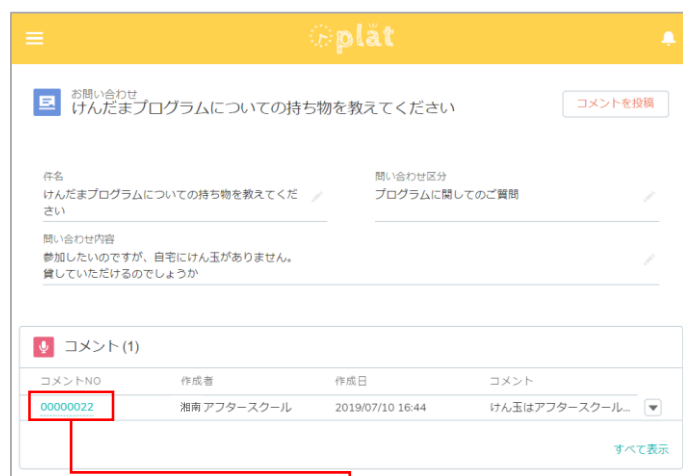 plät
お問い合わせ
けんだまプログラムについての持ち物を教えてください
コメントを投稿
件名
けんだまプログラムについての持ち物を教えてくだ
さい
問い合わせ区分
プログラムに関してのご質問
問い合わせ内容
参加したいのですが、自宅にけん玉がありません。
貸していただけるのでしょうか
コメント (1)
コメントNO 作成者 作成日 コメント
00000022 湘南 アフタースクール 2019/07/10 16:44 けん玉はアフタースクール...
すべて表示